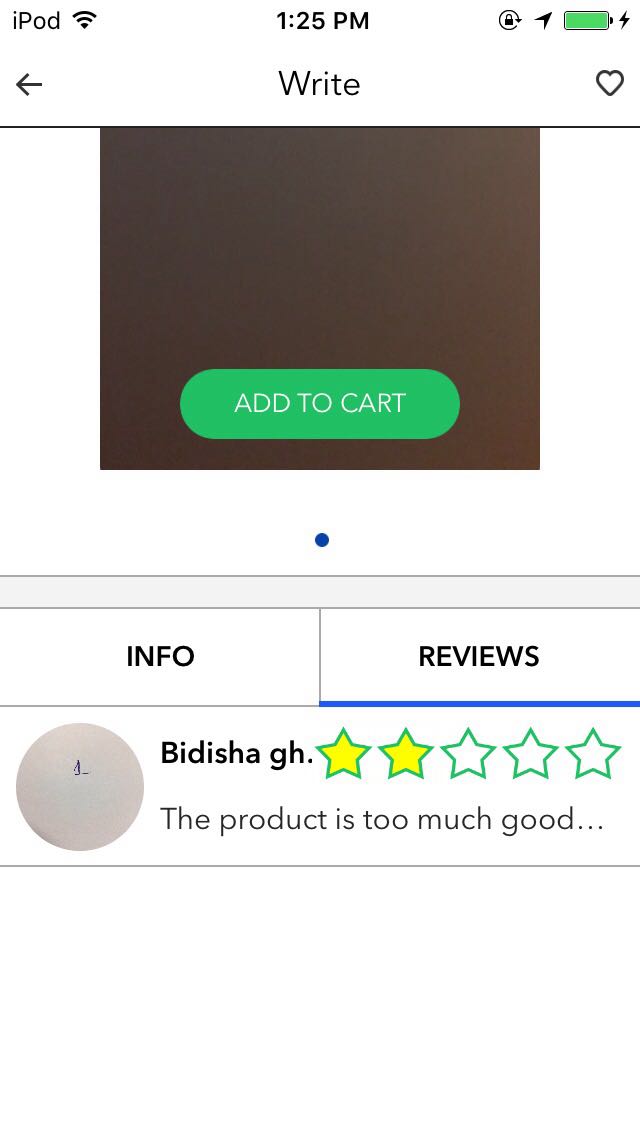 iPod 1:25 PM
Write
ADD TO CART
INFO REVIEWS
Bidisha gh.
The product is too much good...